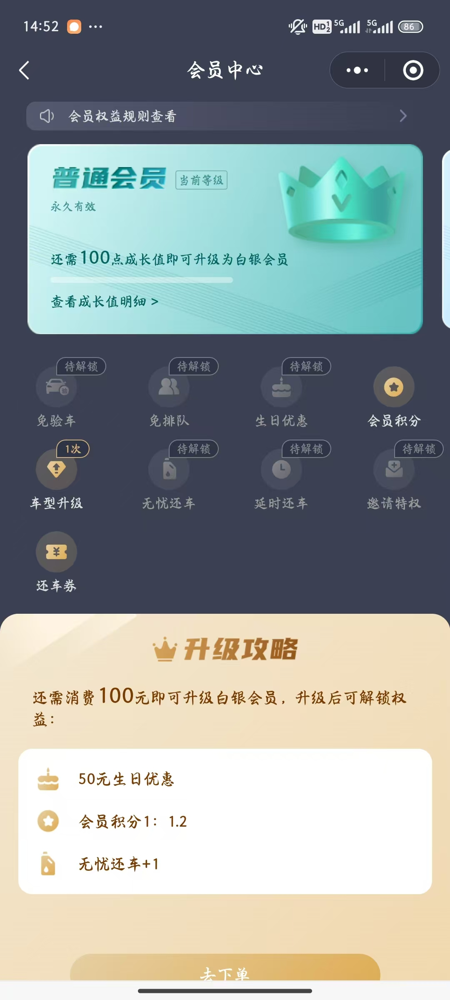 14:52
HD 1 2 5G 5G 86
会员中心
会员权益规则查看
普通会员 当前等级
永久有效
还需100点成长值即可升级为白银会员
查看成长值明细 >
待解锁 待解锁 待解锁
验
免验车 免排队 生日优惠 会员积分
1次 待解锁 待解锁 待解锁
车型升级 无忧还车 延时还车 邀请特权
¥
还车券
升级攻略
还需消费100元即可升级白银会员，升级后可解锁权
益：
50元生日优惠
会员积分1：1.2
无忧还车+1
去下单